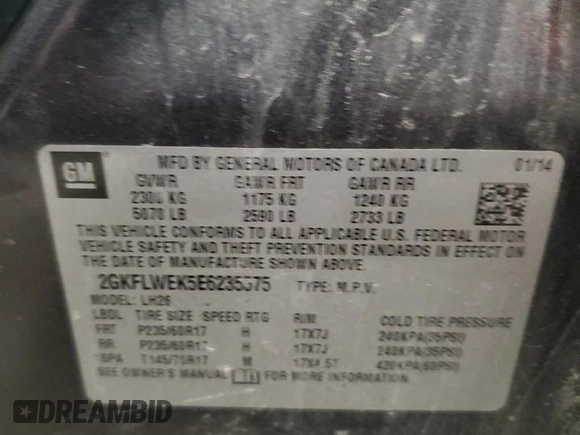 GM
MFD BY GENERAL MOTORS OF CANADA LTD. 01/14
GVWR GAWR FRT GAWR RR
2300 KG 1175 KG 1240 KG
5070 LB 2590 LB 2733 LB
THIS VEHICLE CONFORMS TO ALL APPLICABLE U.S. FEDERAL MOTOR
VEHICLE SAFETY AND THEFT PREVENTION STANDARDS IN EFFECT ON
THE DATE OF MANUFACTURE SHOWN ABOVE.
TYPE: M.P.V.
MODEL: LH26
TIRE SIZE SPEED RTG RIM COLD TIRE PRESSURE
FRT P235/60R17 H 17X7J 240KPA(35PSI)
RR P235/60R17 H 17X7J 240KPA(35PSI)
SPA T145/70R17 M 420KPA(60PSI)
SEE OWNER'S MANUAL FOR MORE INFORMATION.
DREAMBID